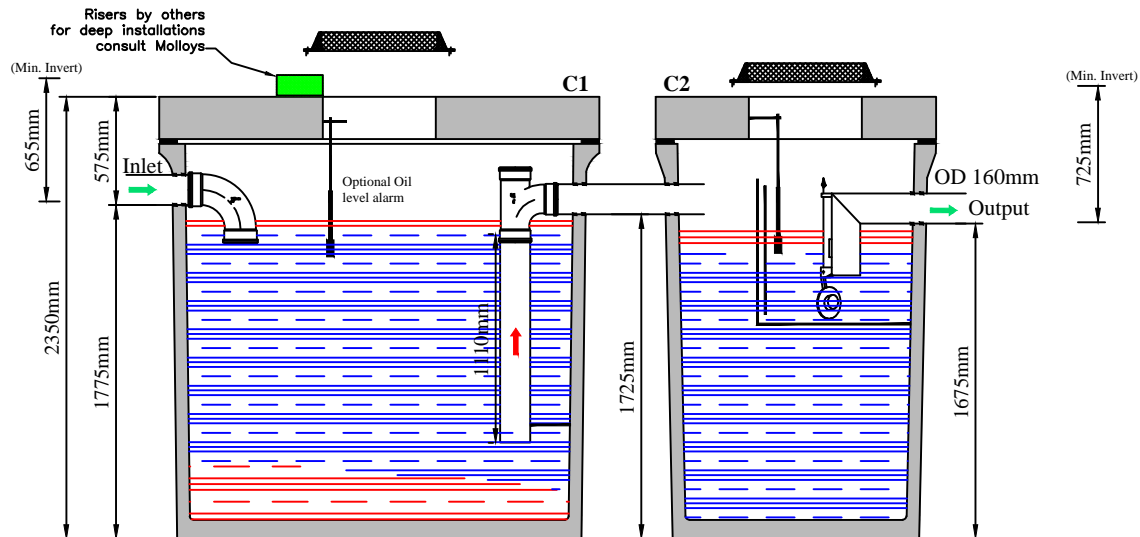 Risers by others
for deep installations
consult Molloys
(Min. Invert)
655mm
575mm
2350mm
1775mm
Inlet
C1
Optional Oil
level alarm
1110mm
1725mm
C2
(Min. Invert)
725mm
OD 160mm
Output
1675mm